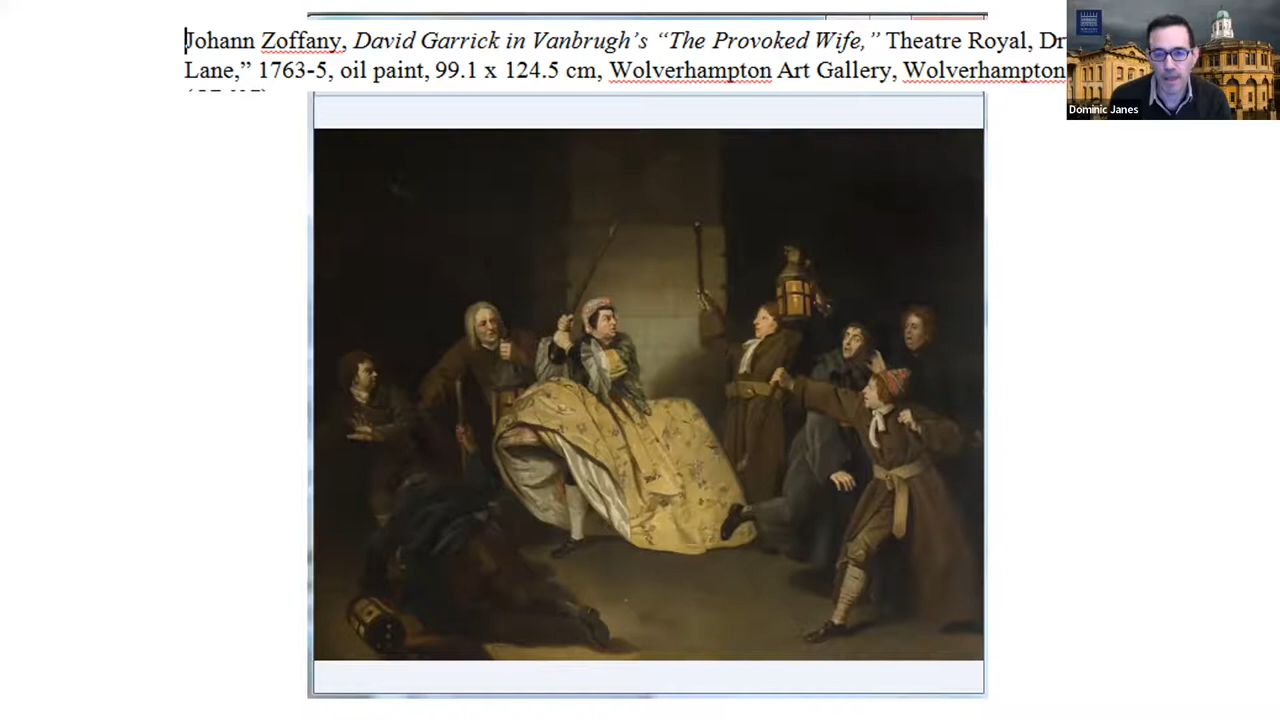 Johann Zoffany, David Garrick in Vanbrugh’s “The Provoked Wife,” Theatre Royal, Dr
Lane,” 1763-5, oil paint, 99.1 x 124.5 cm, Wolverhampton Art Gallery, Wolverhampton
Dominic Janes